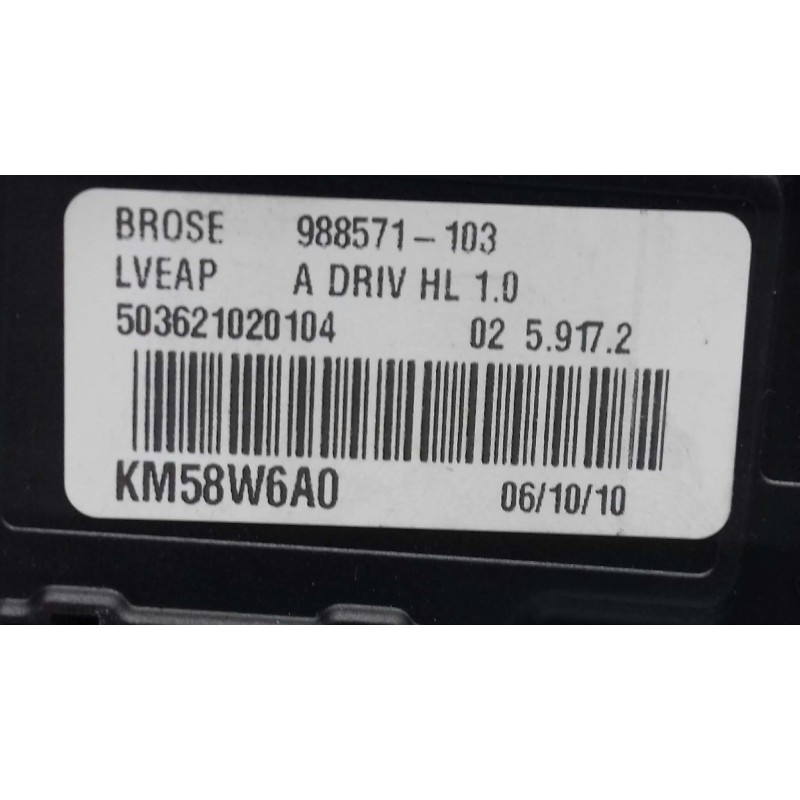 BROSE 988571-103
LVEAP A DRIV HL 1.0
503621020104 02 5.917.2
KM58W6A0 06/10/10